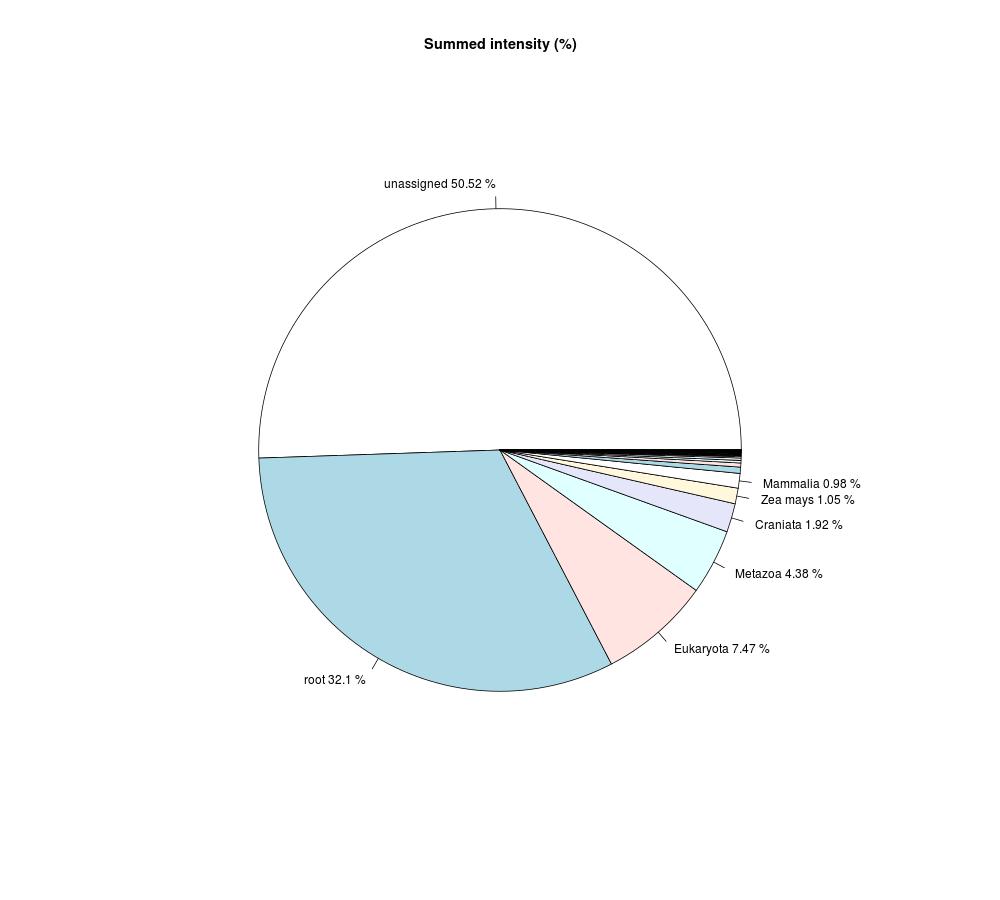 Summed intensity (%)
unassigned 50.52 %
Mammalia 0.98 %
Zea mays 1.05 %
Craniata 1.92 %
Metazoa 4.38 %
Eukaryota 7.47 %
root 32.1 %